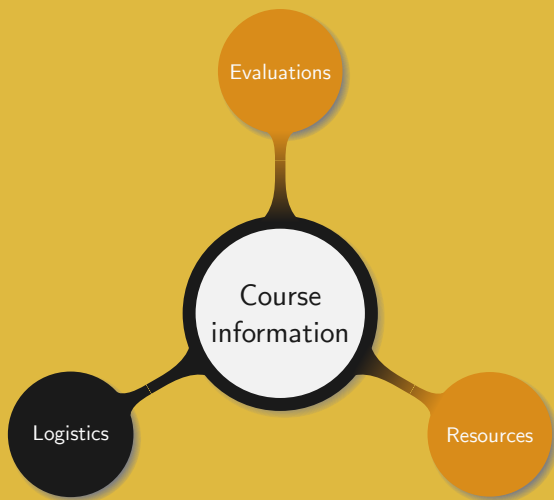 Evaluations
Course
information
Logistics
Resources